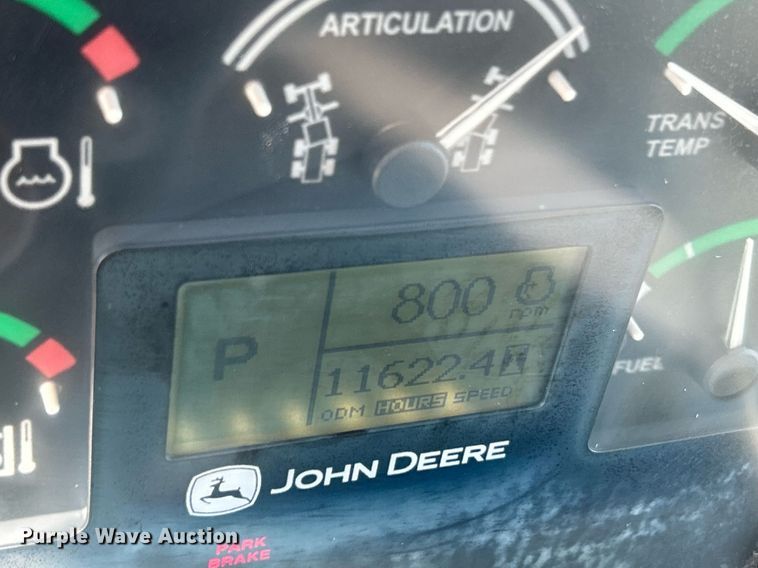 ARTICULATION
TRANS
TEMP
P
800
rpm
11622.4
ODM HOURS SPEED
FUEL
JOHN DEERE
PARK
BRAKE
Purple Wave Auction